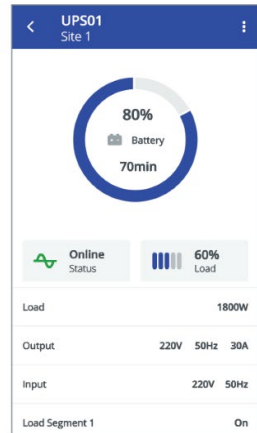 UPS01
Site 1
80%
Battery
70min
Online
Status
60%
Load
Load 1800W
Output 220V 50Hz 30A
Input 220V 50Hz
Load Segment 1 On